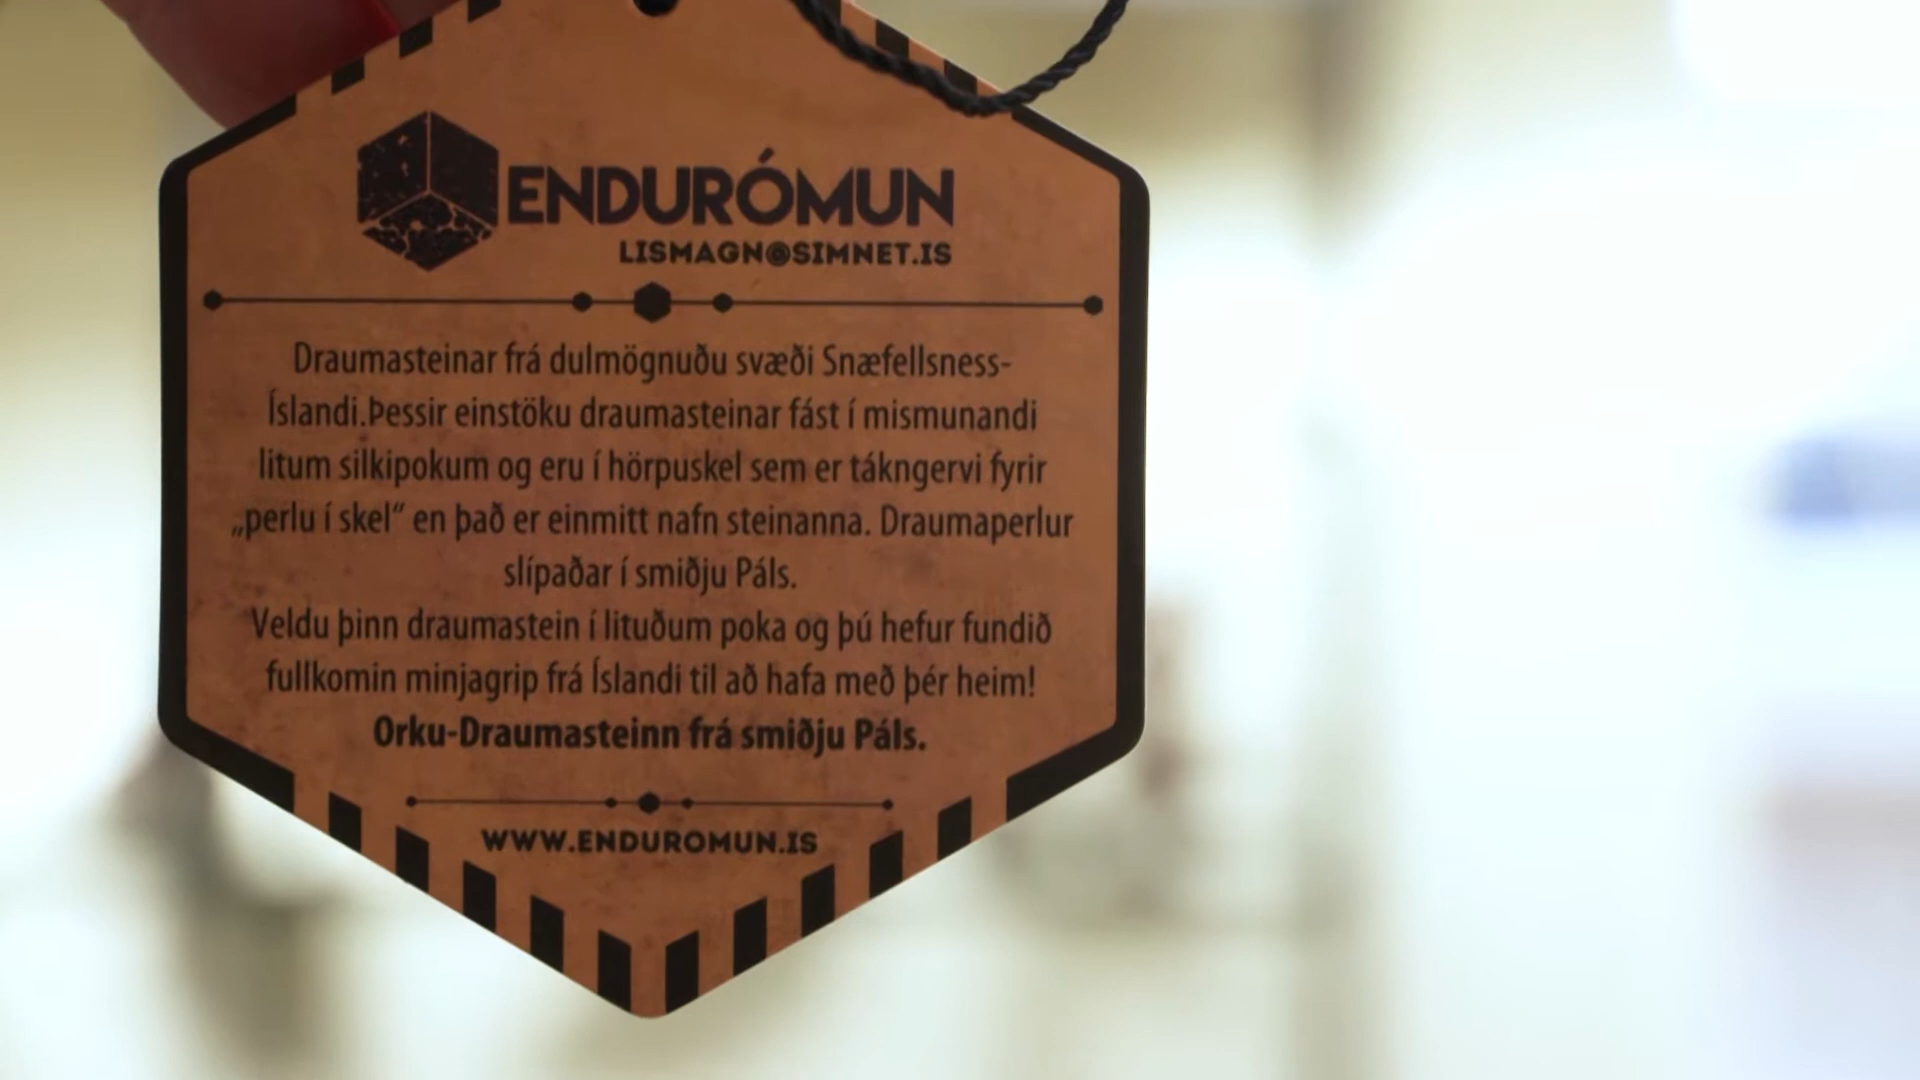 ENDURÓMUN
LISMAGN@SIMNET.IS
Draumasteinar frá dulmögnuðu svæði Snæfellsness-
Íslandi.Þessir einstöku draumasteinar fást í mismunandi
litum silkipokum og eru í hörpuskel sem er tákngervi fyrir
„perlu í skel“ en það er einmitt nafn steinanna. Draumaperlur
slípaðar í smiðju Páls.
Veldu þinn draumastein í lituðum poka og þú hefur fundið
fullkomin minjagrip frá Íslandi til að hafa með þér heim!
Orku-Draumasteinn frá smiðju Páls.
WWW.ENDUROMUN.IS